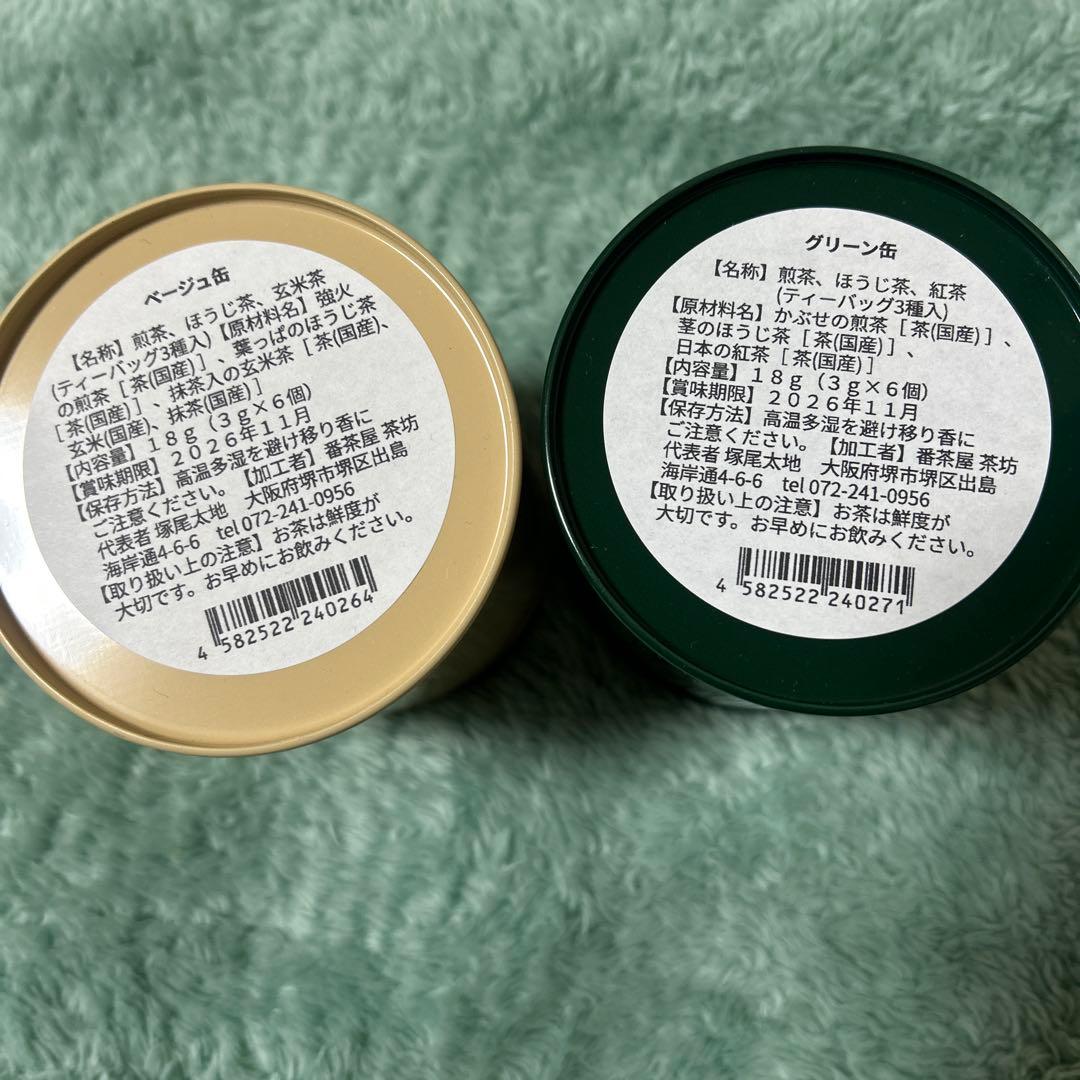 ベージュ缶
【名称】煎茶、ほうじ茶、玄米茶
(ティーバッグ3種入)【原材料名】強火
の煎茶［茶(国産)］、葉っぱのほうじ茶
［茶(国産)］、抹茶入の玄米茶［茶(国産)、
玄米(国産)、抹茶(国産)］
【内容量】１８ｇ（３ｇ×６個）
【賞味期限】２０２６年１１月
【保存方法】高温多湿を避け移り香に
ご注意ください。【加工者】番茶屋 茶坊
代表者 塚尾太地　大阪府堺市堺区出島
海岸通4-6-6　tel 072-241-0956
【取り扱い上の注意】お茶は鮮度が
大切です。お早めにお飲みください。
4 582522 240264
グリーン缶
【名称】煎茶、ほうじ茶、紅茶
(ティーバッグ3種入)
【原材料名】かぶせの煎茶［茶(国産)］、
茎のほうじ茶［茶(国産)］、
日本の紅茶［茶(国産)］
【内容量】１８ｇ（３ｇ×６個）
【賞味期限】２０２６年１１月
【保存方法】高温多湿を避け移り香に
ご注意ください。【加工者】番茶屋 茶坊
代表者 塚尾太地　大阪府堺市堺区出島
海岸通4-6-6　tel 072-241-0956
【取り扱い上の注意】お茶は鮮度が
大切です。お早めにお飲みください。
4 582522 240271